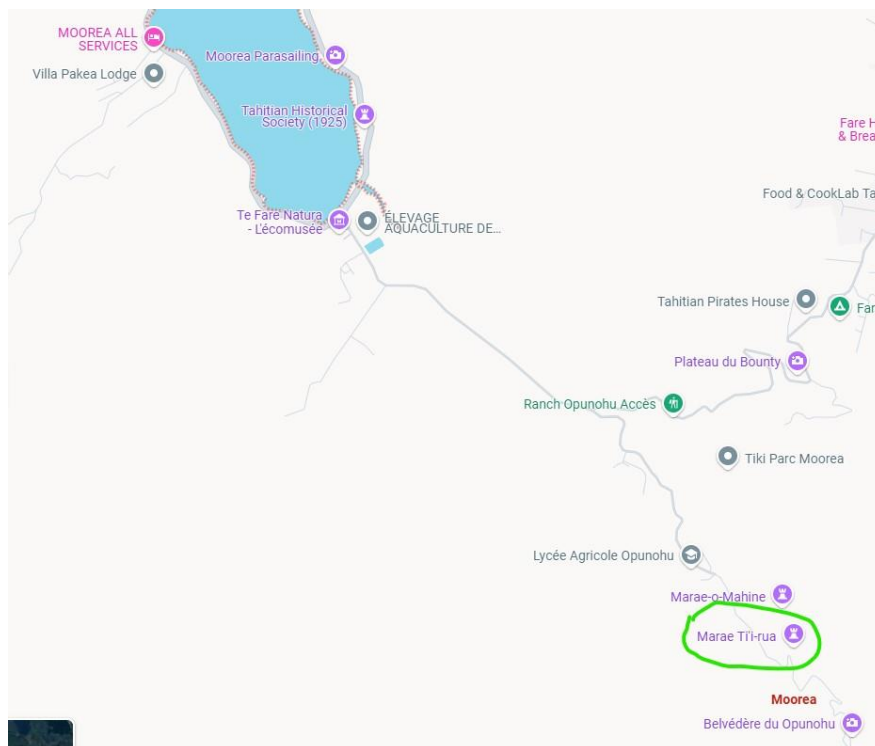 MOOREA ALL
SERVICES
Villa Pakea Lodge
Moorea Parasailing
Tahitian Historical
Society (1925)
Fare H
& Brea
Food & CookLab Ta
Te Fare Natura
- L'écomusée
ÉLEVAGE
AQUACULTURE DE...
Tahitian Pirates House
Far
Plateau du Bounty
Ranch Opunohu Accès
Tiki Parc Moorea
Lycée Agricole Opunohu
Marae-o-Mahine
Marae Ti'i-rua
Moorea
Belvédère du Opunohu